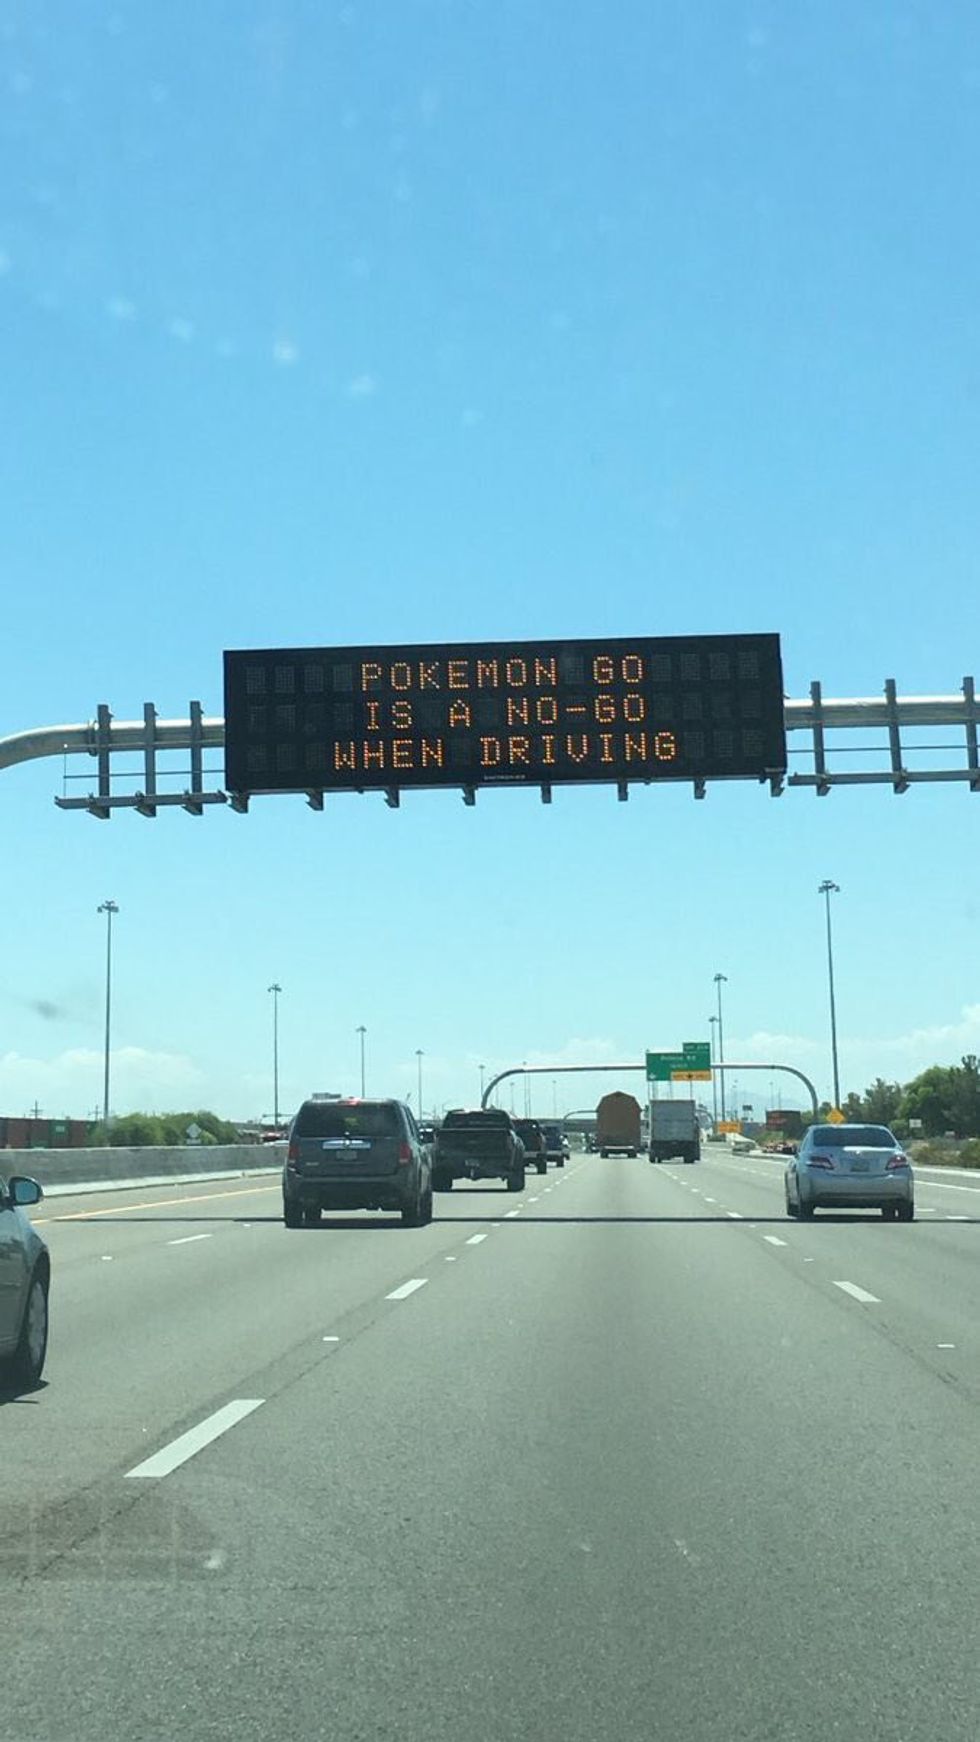 POKEMON GO
IS A NO-GO
WHEN DRIVING